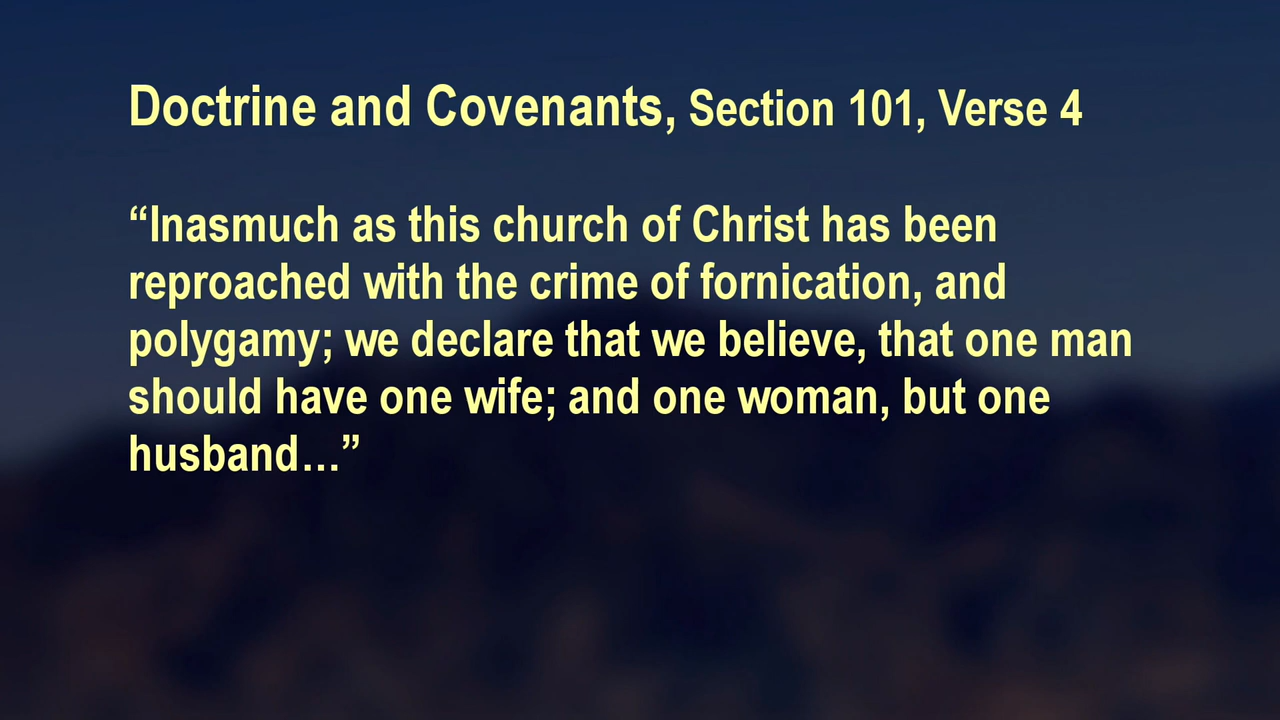 Doctrine and Covenants, Section 101, Verse 4
“Inasmuch as this church of Christ has been
reproached with the crime of fornication, and
polygamy; we declare that we believe, that one man
should have one wife; and one woman, but one
husband…”